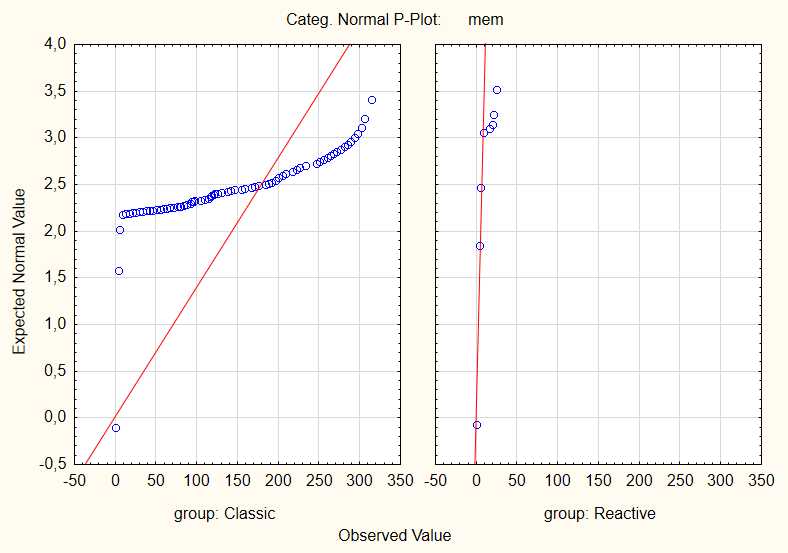 Categ. Normal P-Plot: mem
Expected Normal Value
4,0
3,5
3,0
2,5
2,0
1,5
1,0
0,5
0,0
-0,5
-50 0 50 100 150 200 250 300 350
-50 0 50 100 150 200 250 300 350
group: Classic
group: Reactive
Observed Value